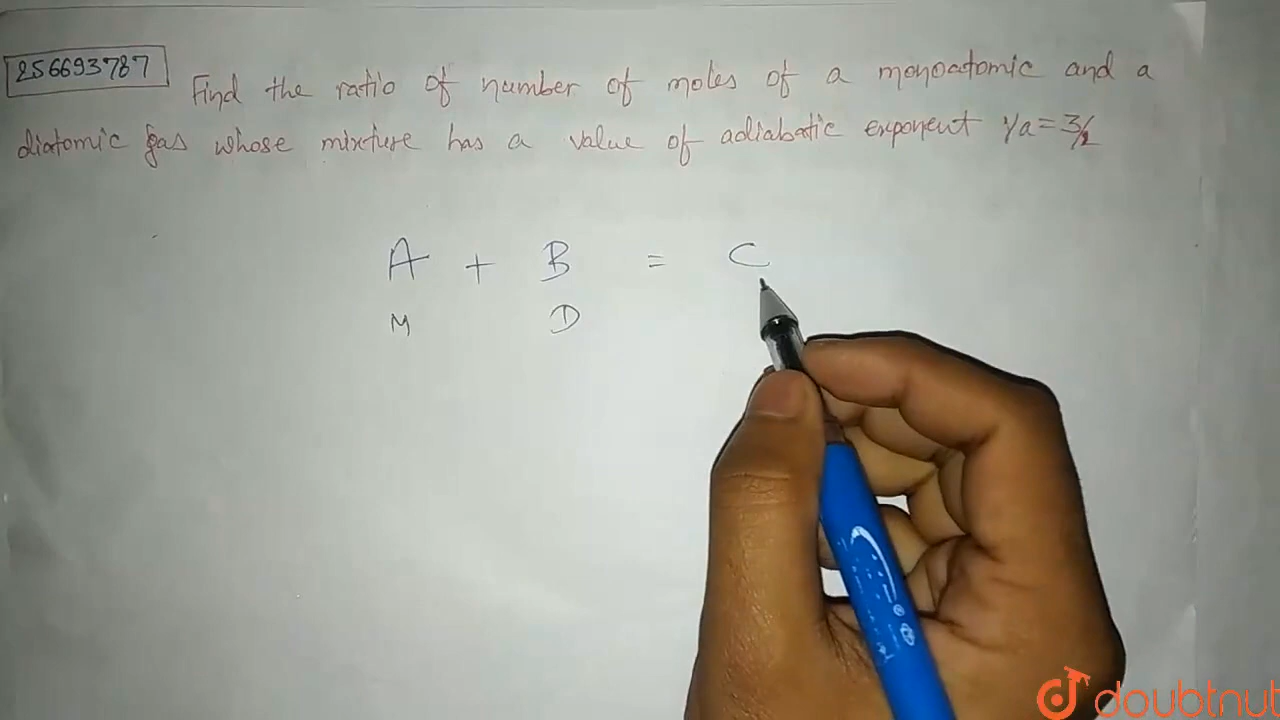 256693787
Find the ratio of number of moles of a monoatomic and a
diatomic gas whose mixture has a value of adiabatic exponent γa=3/2
A + B = C
M D
doubtnut